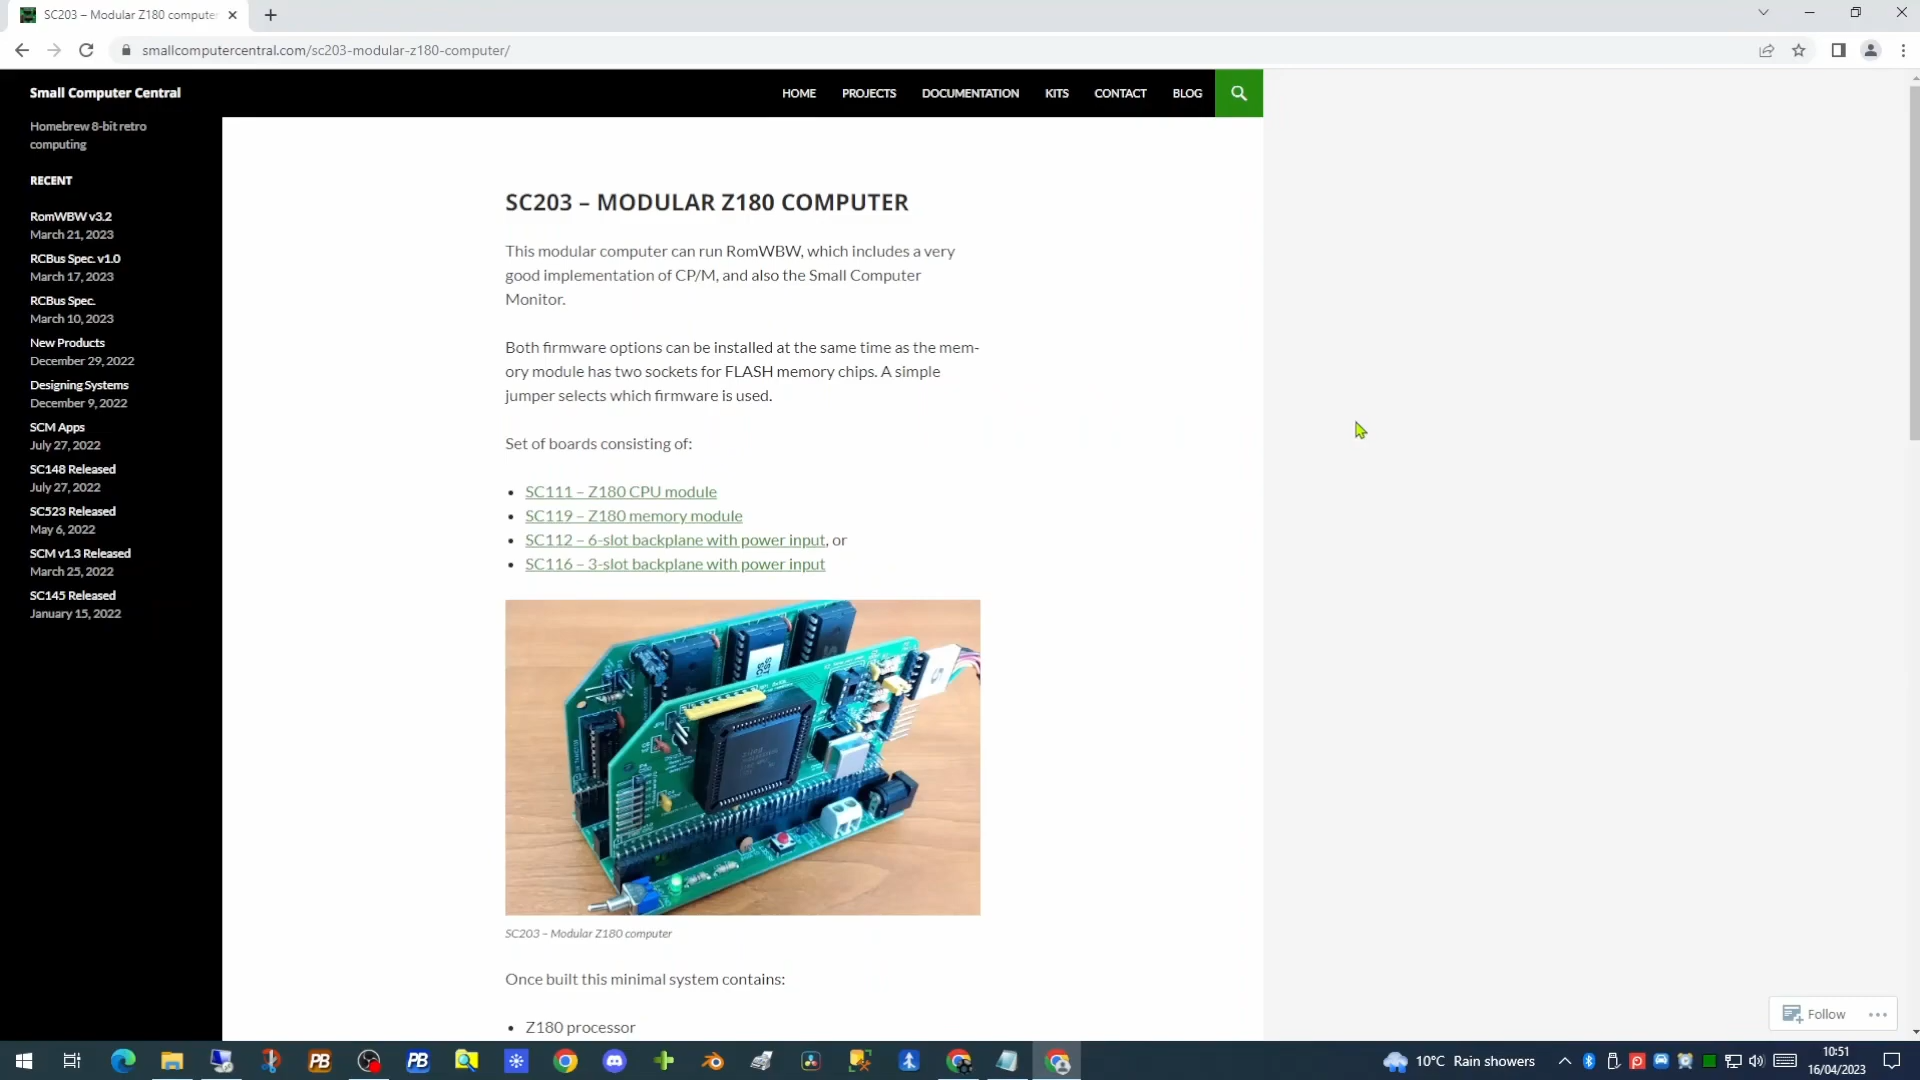 SC203 – Modular Z180 computer
smallcomputercentral.com/sc203-modular-z180-computer/
Small Computer Central
HOME
PROJECTS
DOCUMENTATION
KITS
CONTACT
BLOG
Homebrew 8-bit retro
computing
RECENT
RomWBW v3.2
March 21, 2023
RCBus Spec. v1.0
March 17, 2023
RCBus Spec.
March 10, 2023
New Products
December 29, 2022
Designing Systems
December 9, 2022
SCM Apps
July 27, 2022
SC148 Released
July 27, 2022
SC523 Released
May 6, 2022
SCM v1.3 Released
March 25, 2022
SC145 Released
January 15, 2022
SC203 – MODULAR Z180 COMPUTER
This modular computer can run RomWBW, which includes a very
good implementation of CP/M, and also the Small Computer
Monitor.
Both firmware options can be installed at the same time as the mem-
ory module has two sockets for FLASH memory chips. A simple
jumper selects which firmware is used.
Set of boards consisting of:
• SC111 – Z180 CPU module
• SC119 – Z180 memory module
• SC112 – 6-slot backplane with power input, or
• SC116 – 3-slot backplane with power input
SC203 – Modular Z180 computer
Once built this minimal system contains:
• Z180 processor
Follow
PB
PB
10°C Rain showers
10:51
16/04/2023